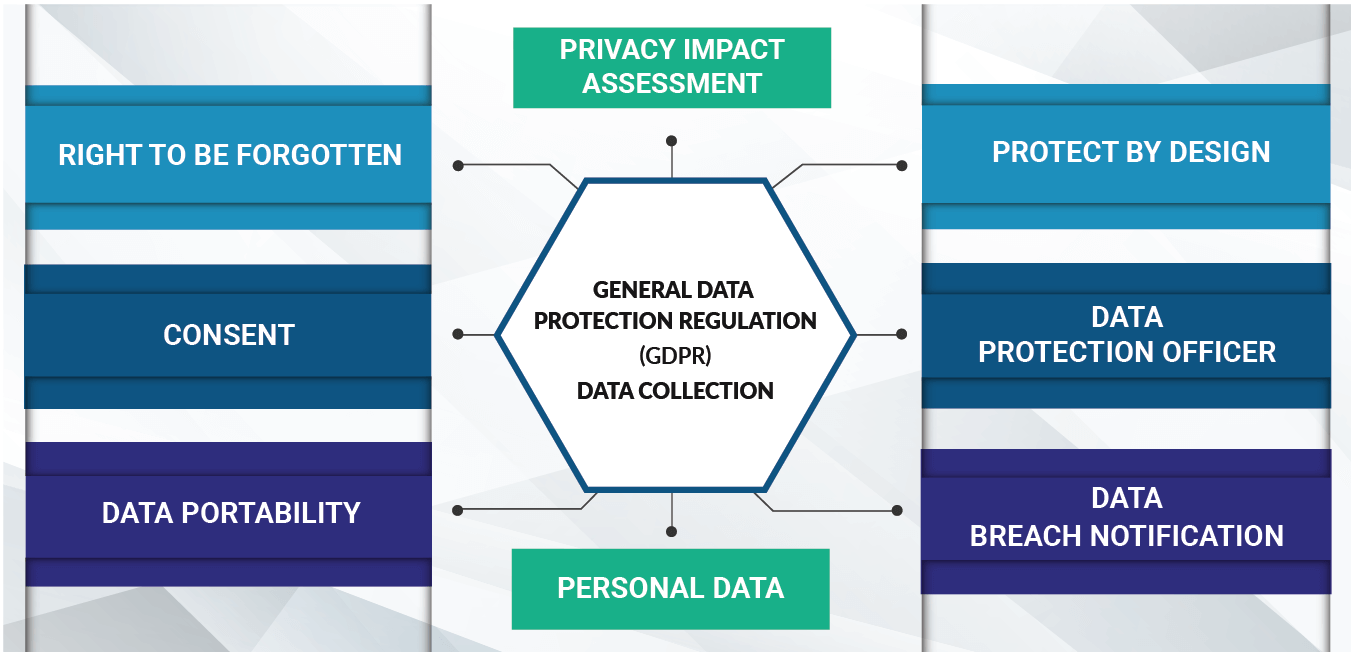 PRIVACY IMPACT
ASSESSMENT
RIGHT TO BE FORGOTTEN
PROTECT BY DESIGN
GENERAL DATA
PROTECTION REGULATION
(GDPR)
DATA COLLECTION
CONSENT
DATA
PROTECTION OFFICER
DATA PORTABILITY
DATA
BREACH NOTIFICATION
PERSONAL DATA